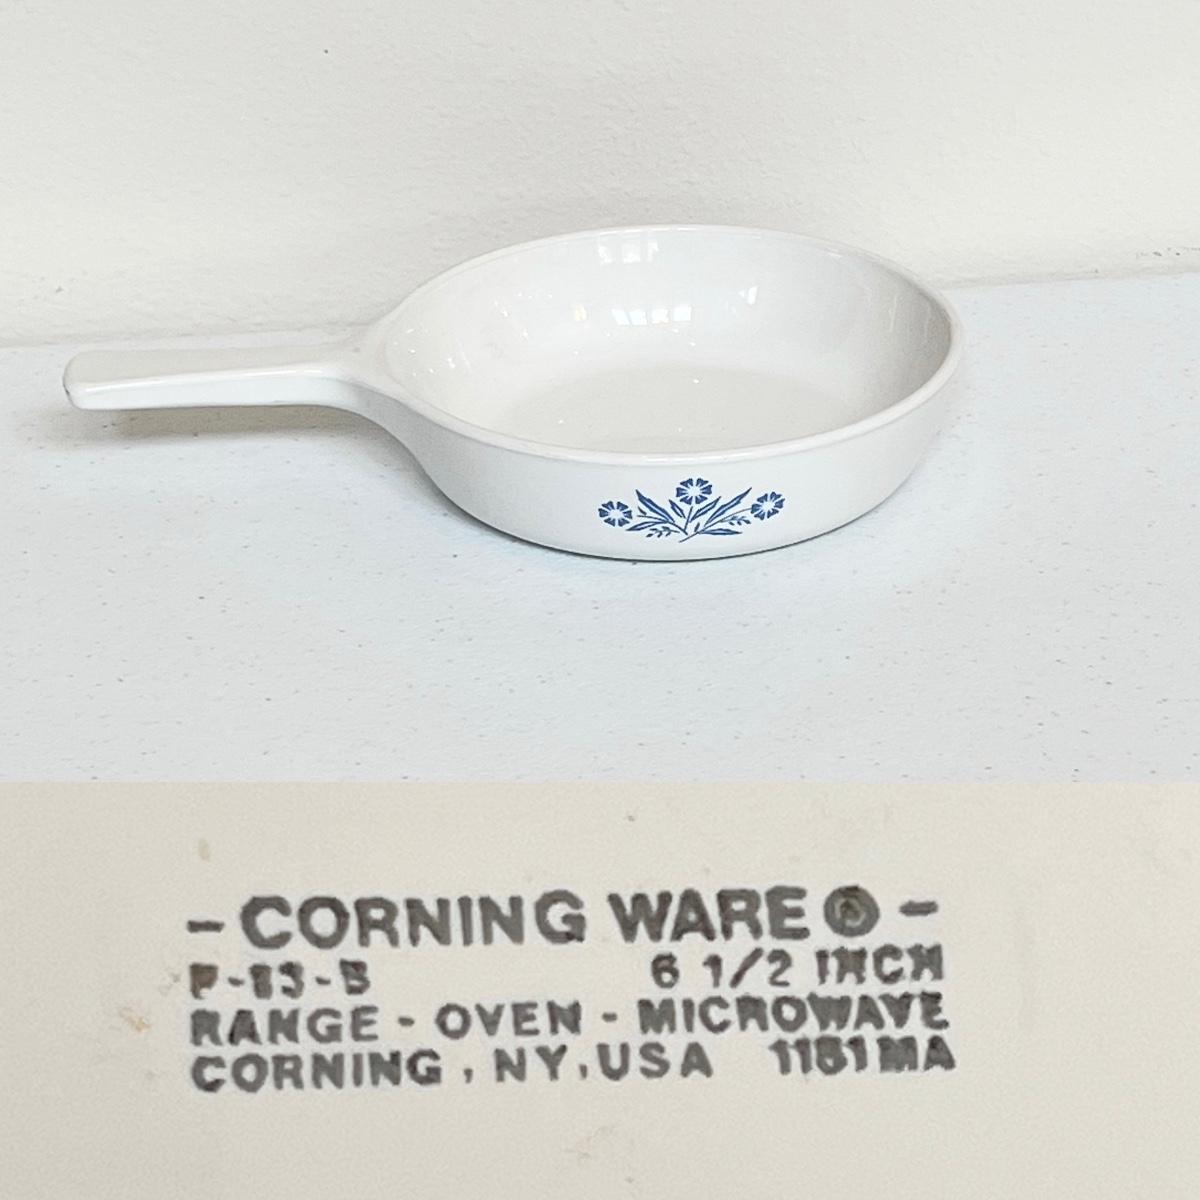 - CORNING WARE® -
P-83-B 6 1/2 INCH
RANGE - OVEN - MICROWAVE
CORNING, NY, USA 1181MA